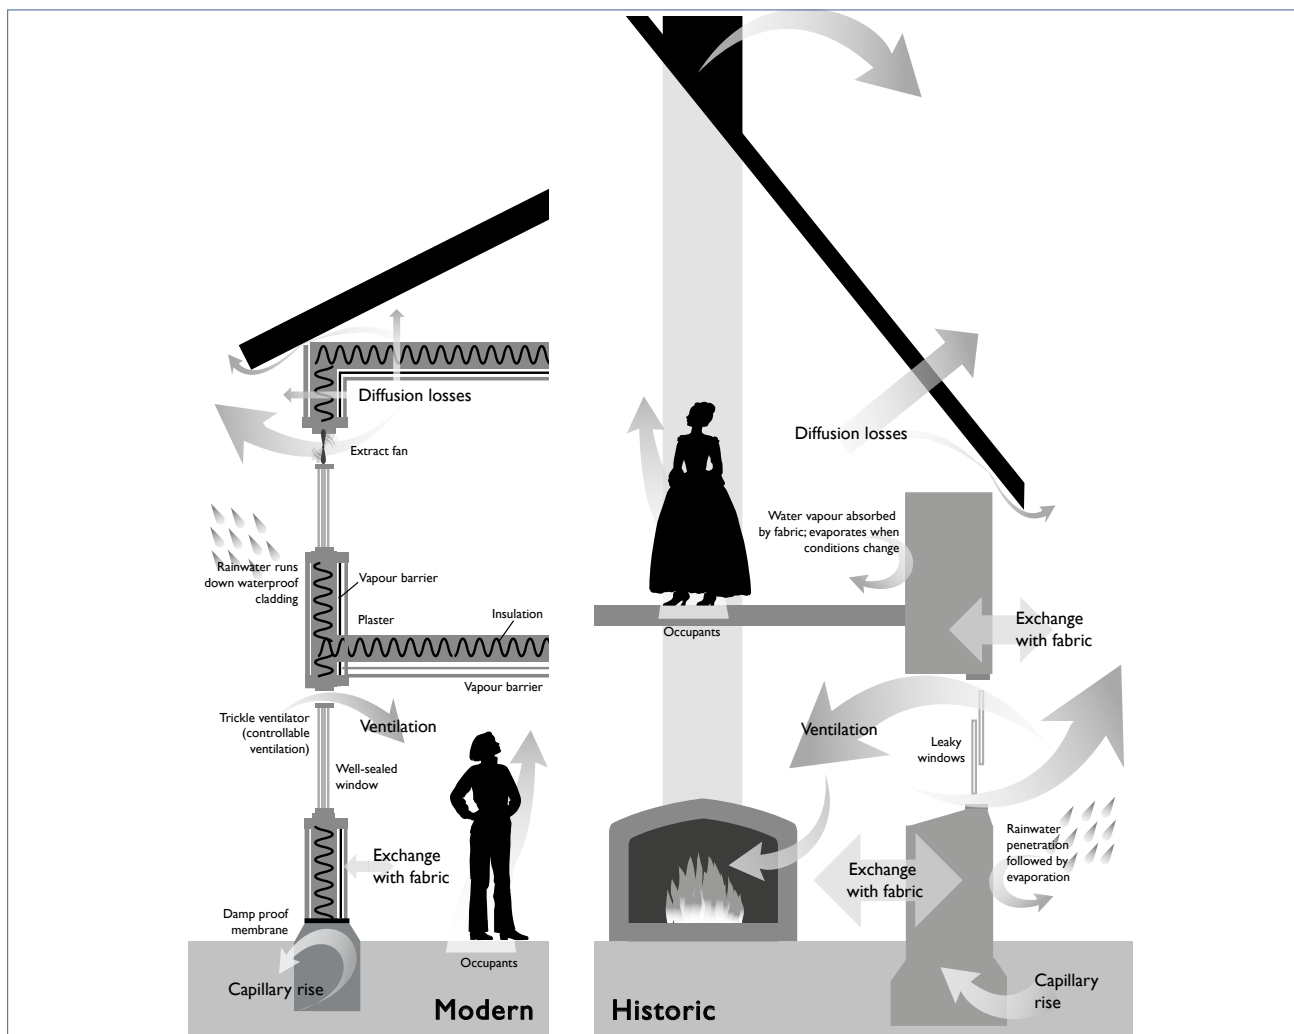 Diffusion losses
Extract fan
Rainwater runs
down waterproof
cladding
Vapour barrier
Plaster
Insulation
Vapour barrier
Trickle ventilator
(controllable
ventilation)
Ventilation
Well-sealed
window
Exchange
with fabric
Damp proof
membrane
Capillary rise
Occupants
Modern
Diffusion losses
Water vapour absorbed
by fabric; evaporates when
conditions change
Occupants
Exchange
with fabric
Ventilation
Leaky
windows
Rainwater
penetration
followed by
evaporation
Exchange
with fabric
Capillary
rise
Historic